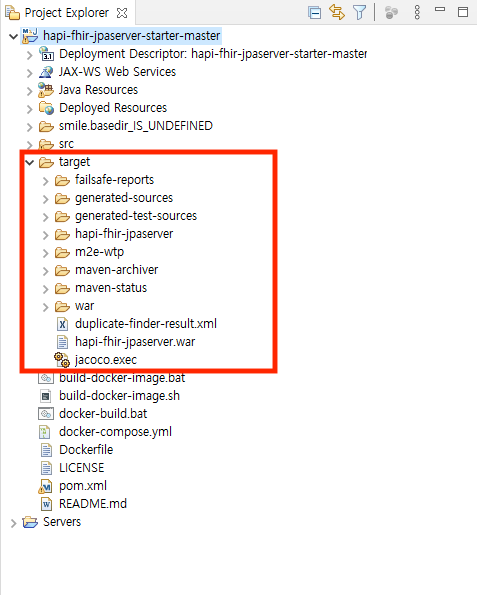 Project Explorer
hapi-fhir-jpaserver-starter-master
Deployment Descriptor: hapi-fhir-jpaserver-starter-master
JAX-WS Web Services
Java Resources
Deployed Resources
smile.basedir_IS_UNDEFINED
src
target
failsafe-reports
generated-sources
generated-test-sources
hapi-fhir-jpaserver
m2e-wtp
maven-archiver
maven-status
war
duplicate-finder-result.xml
hapi-fhir-jpaserver.war
jacoco.exec
build-docker-image.bat
build-docker-image.sh
docker-build.bat
docker-compose.yml
Dockerfile
LICENSE
pom.xml
README.md
Servers